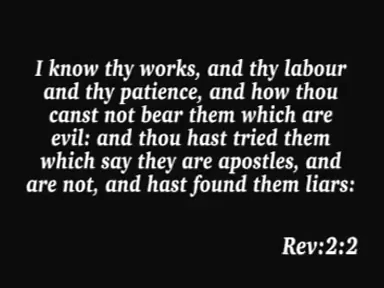 I know thy works, and thy labour
and thy patience, and how thou
canst not bear them which are
evil: and thou hast tried them
which say they are apostles, and
are not, and hast found them liars:
Rev:2:2